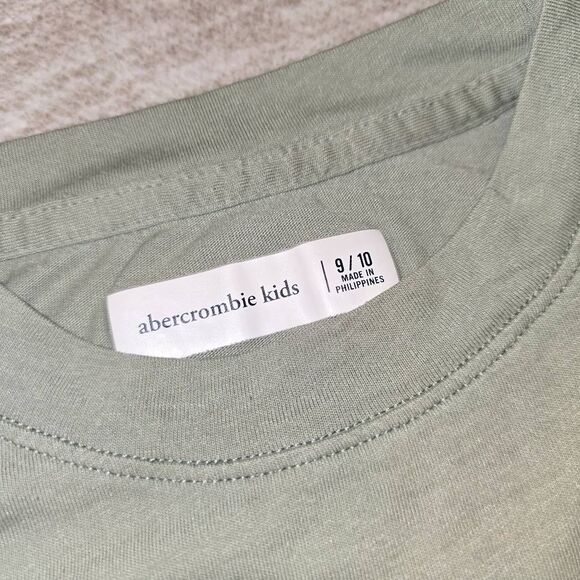 abercrombie kids
9/10
MADE IN
PHILIPPINES